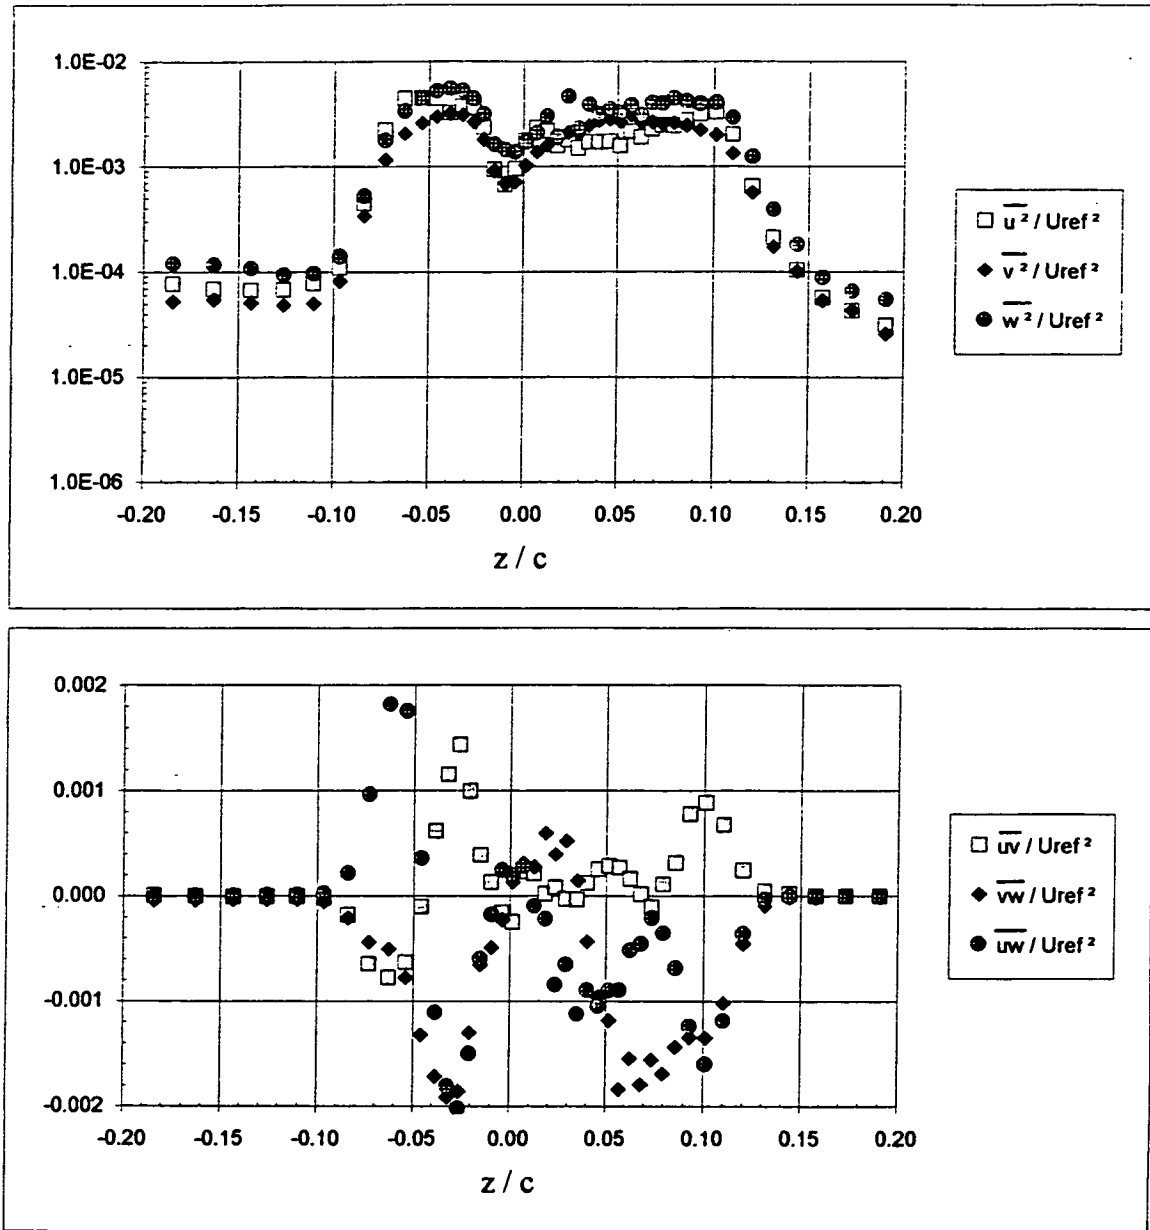 1.0E-02
1.0E-03
1.0E-04
1.0E-05
1.0E-06
-0.20 -0.15 -0.10 -0.05 0.00 0.05 0.10 0.15 0.20
z / c
u² / Uref²
v² / Uref²
w² / Uref²
0.002
0.001
0.000
-0.001
-0.002
-0.20 -0.15 -0.10 -0.05 0.00 0.05 0.10 0.15 0.20
z / c
uv / Uref²
vw / Uref²
uw / Uref²